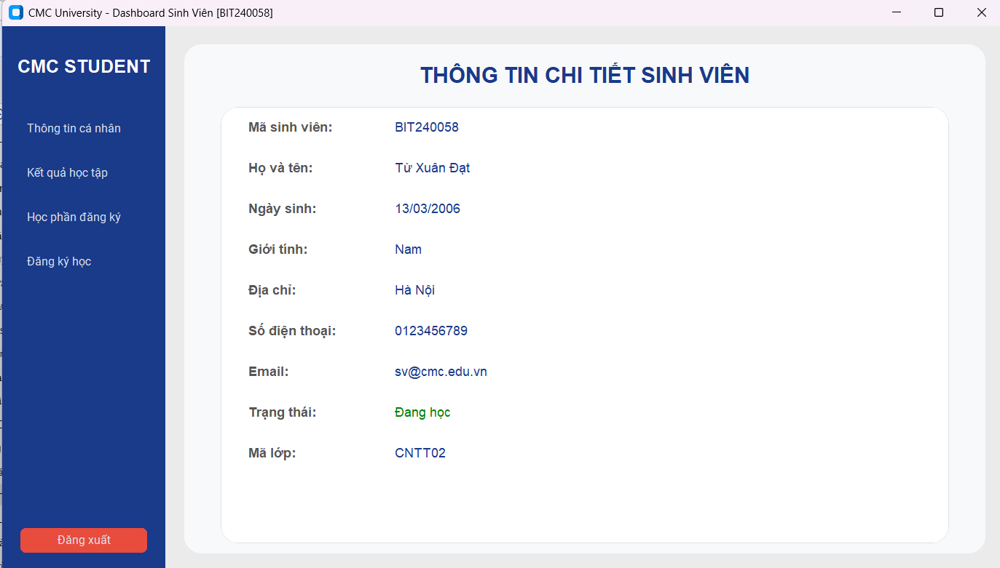 CMC University - Dashboard Sinh Viên [BIT240058]
CMC STUDENT
Thông tin cá nhân
Kết quả học tập
Học phần đăng ký
Đăng ký học
Đăng xuất
THÔNG TIN CHI TIẾT SINH VIÊN
Mã sinh viên: BIT240058
Họ và tên: Từ Xuân Đạt
Ngày sinh: 13/03/2006
Giới tính: Nam
Địa chỉ: Hà Nội
Số điện thoại: 0123456789
Email: sv@cmc.edu.vn
Trạng thái: Đang học
Mã lớp: CNTT02